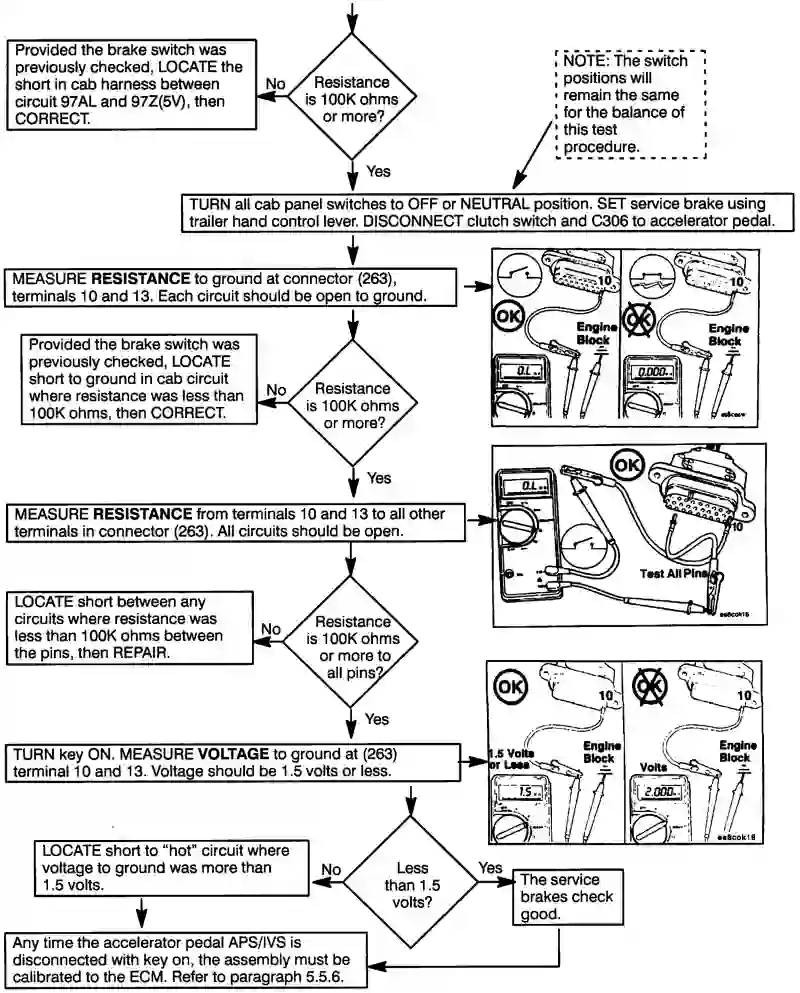 Provided the brake switch was
previously checked, LOCATE the
short in cab harness between
circuit 97AL and 97Z(5V), then
CORRECT.
No
Resistance
is 100K ohms
or more?
NOTE: The switch
positions will
remain the same
for the balance of
this test
procedure.
Yes
TURN all cab panel switches to OFF or NEUTRAL position. SET service brake using
trailer hand control lever. DISCONNECT clutch switch and C306 to accelerator pedal.
MEASURE RESISTANCE to ground at connector (263),
terminals 10 and 13. Each circuit should be open to ground.
10
OK
Engine
Block
O.L
10
OK
Engine
Block
0.000
Provided the brake switch was
previously checked, LOCATE
short to ground in cab circuit
where resistance was less than
100K ohms, then CORRECT.
No
Resistance
is 100K ohms
or more?
Yes
MEASURE RESISTANCE from terminals 10 and 13 to all other
terminals in connector (263). All circuits should be open.
O.L
OK
10
Test All Pins
LOCATE short between any
circuits where resistance was
less than 100K ohms between
the pins, then REPAIR.
No
Resistance
is 100K ohms
or more to
all pins?
Yes
TURN key ON. MEASURE VOLTAGE to ground at (263)
terminal 10 and 13. Voltage should be 1.5 volts or less.
OK
10
1.5 Volts
or Less
Engine
Block
1.5
OK
10
Volts
Engine
Block
2.000
LOCATE short to “hot” circuit where
voltage to ground was more than
1.5 volts.
No
Less
than 1.5
volts?
Yes
The service
brakes check
good.
Any time the accelerator pedal APS/IVS is
disconnected with key on, the assembly must be
calibrated to the ECM. Refer to paragraph 5.5.6.